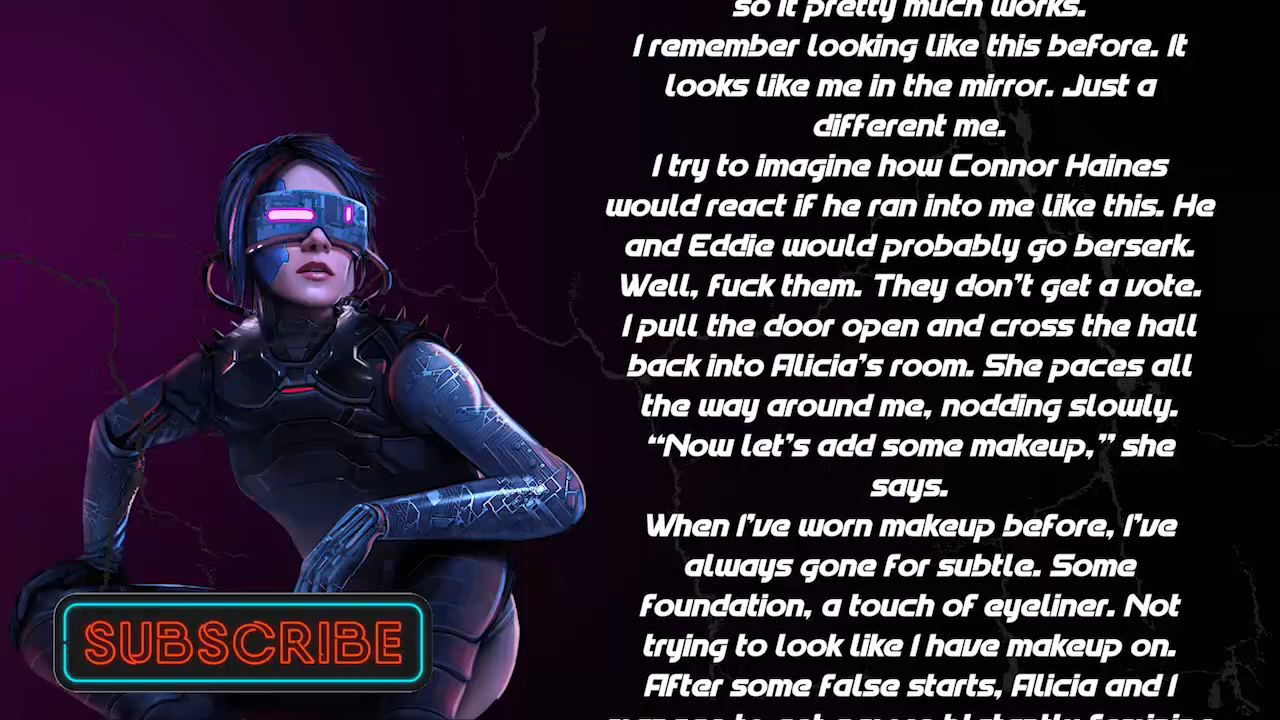 so it pretty much works.
I remember looking like this before. It
looks like me in the mirror. Just a
different me.
I try to imagine how Connor Haines
would react if he ran into me like this. He
and Eddie would probably go berserk.
Well, fuck them. They don’t get a vote.
I pull the door open and cross the hall
back into Alicia’s room. She paces all
the way around me, nodding slowly.
“Now let’s add some makeup,” she
says.
When I’ve worn makeup before, I’ve
always gone for subtle. Some
foundation, a touch of eyeliner. Not
trying to look like I have makeup on.
After some false starts, Alicia and I
SUBSCRIBE